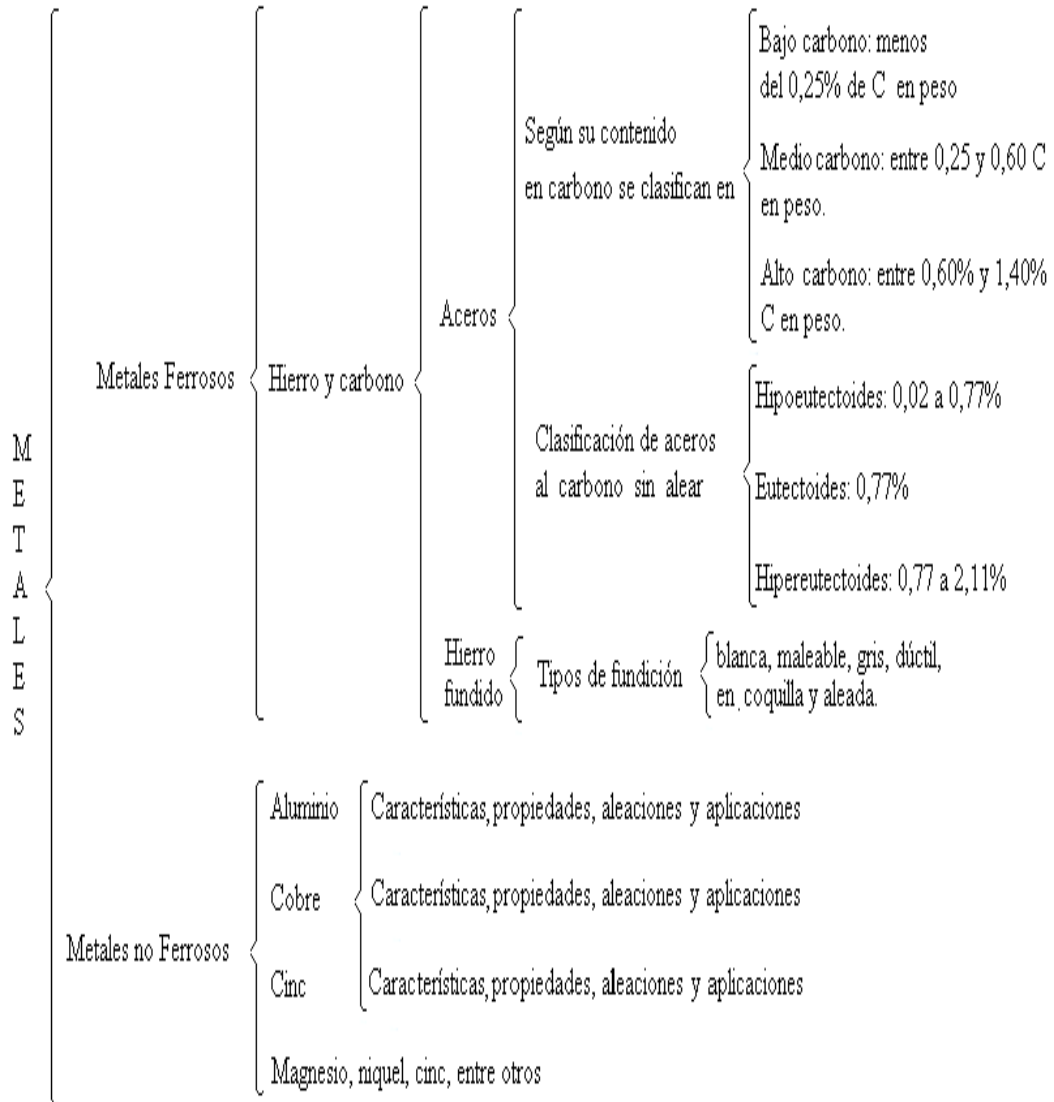 METALES
Metales Ferrosos
Hierro y carbono
Aceros
Según su contenido
en carbono se clasifican en
Bajo carbono: menos
del 0,25% de C en peso
Medio carbono: entre 0,25 y 0,60 C
en peso.
Alto carbono: entre 0,60% y 1,40%
C en peso.
Clasificación de aceros
al carbono sin alear
Hipoeutectoides: 0,02 a 0,77%
Eutectoides: 0,77%
Hipereutectoides: 0,77 a 2,11%
Hierro
fundido
Tipos de fundición
blanca, maleable, gris, dúctil,
en coquilla y aleada.
Metales no Ferrosos
Aluminio
Características, propiedades, aleaciones y aplicaciones
Cobre
Características, propiedades, aleaciones y aplicaciones
Cinc
Características, propiedades, aleaciones y aplicaciones
Magnesio, niquel, cinc, entre otros